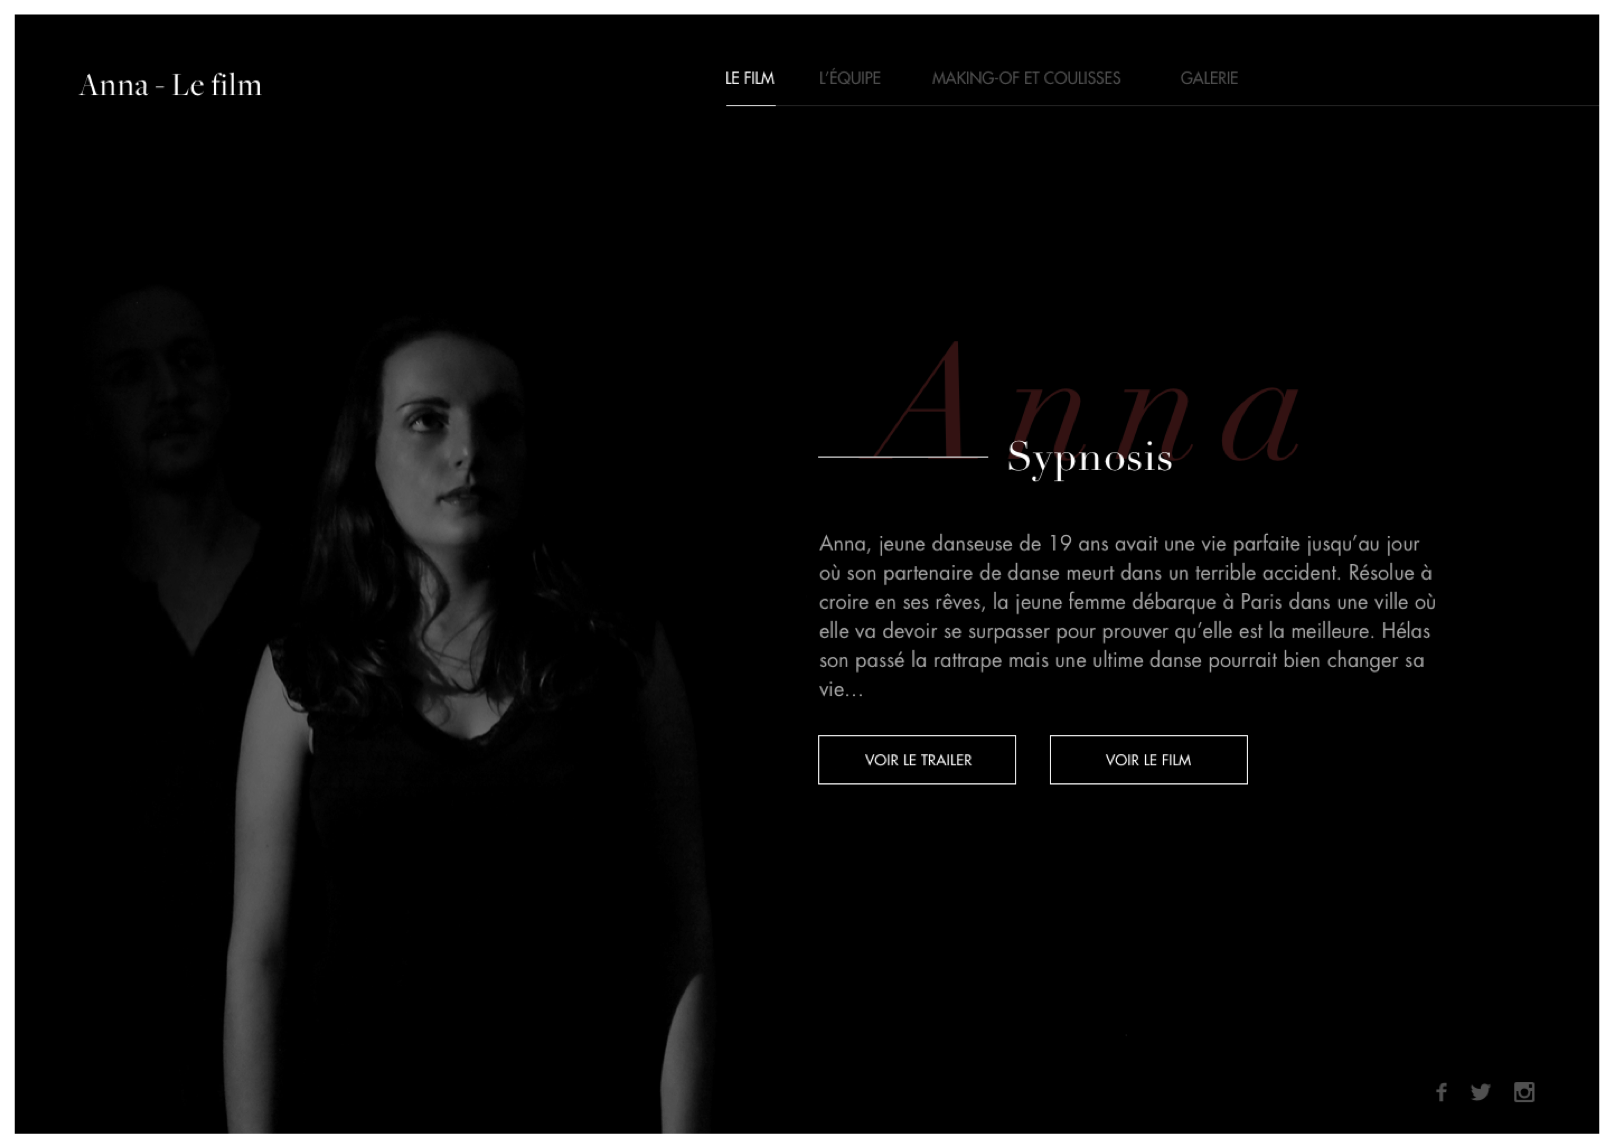 Anna - Le film
LE FILM
L'ÉQUIPE
MAKING-OF ET COULISSES
GALERIE
Anna
Sypnosis
Anna, jeune danseuse de 19 ans avait une vie parfaite jusqu'au jour
où son partenaire de danse meurt dans un terrible accident. Résolue à
croire en ses rêves, la jeune femme débarque à Paris dans une ville où
elle va devoir se surpasser pour prouver qu'elle est la meilleure. Hélas
son passé la rattrape mais une ultime danse pourrait bien changer sa
vie...
VOIR LE TRAILER
VOIR LE FILM